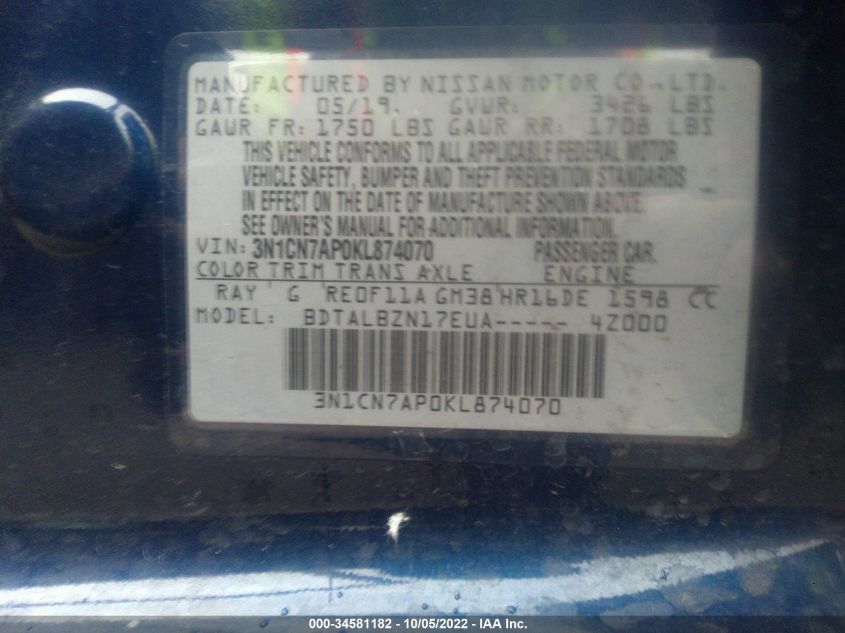 MANUFACTURED BY NISSAN MOTOR CO., LTD.
DATE: 05/19. GVWR: 3426 LBS
GAWR FR: 1750 LBS GAWR RR: 1708 LBS
THIS VEHICLE CONFORMS TO ALL APPLICABLE FEDERAL MOTOR
VEHICLE SAFETY, BUMPER AND THEFT PREVENTION STANDARDS
IN EFFECT ON THE DATE OF MANUFACTURE SHOWN ABOVE.
SEE OWNER'S MANUAL FOR ADDITIONAL INFORMATION.
VIN: 3N1CN7AP0KL874070 PASSENGER CAR.
COLOR TRIM TRANS AXLE ENGINE
RAY G RE0F11A GM38 HR16DE 1598 CC
MODEL: BDTALBZN17EUA----- 4Z000
3N1CN7AP0KL874070
000-34581182 - 10/05/2022 - IAA Inc.